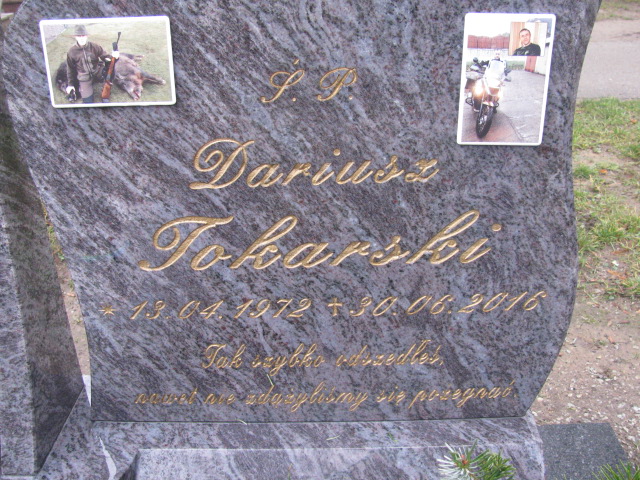 Ś. P.
Dariusz
Tokarski
* 13.04.1972 ✝ 30.06.2016
Tak szybko odszedłeś,
nawet nie zdążyliśmy się pożegnać